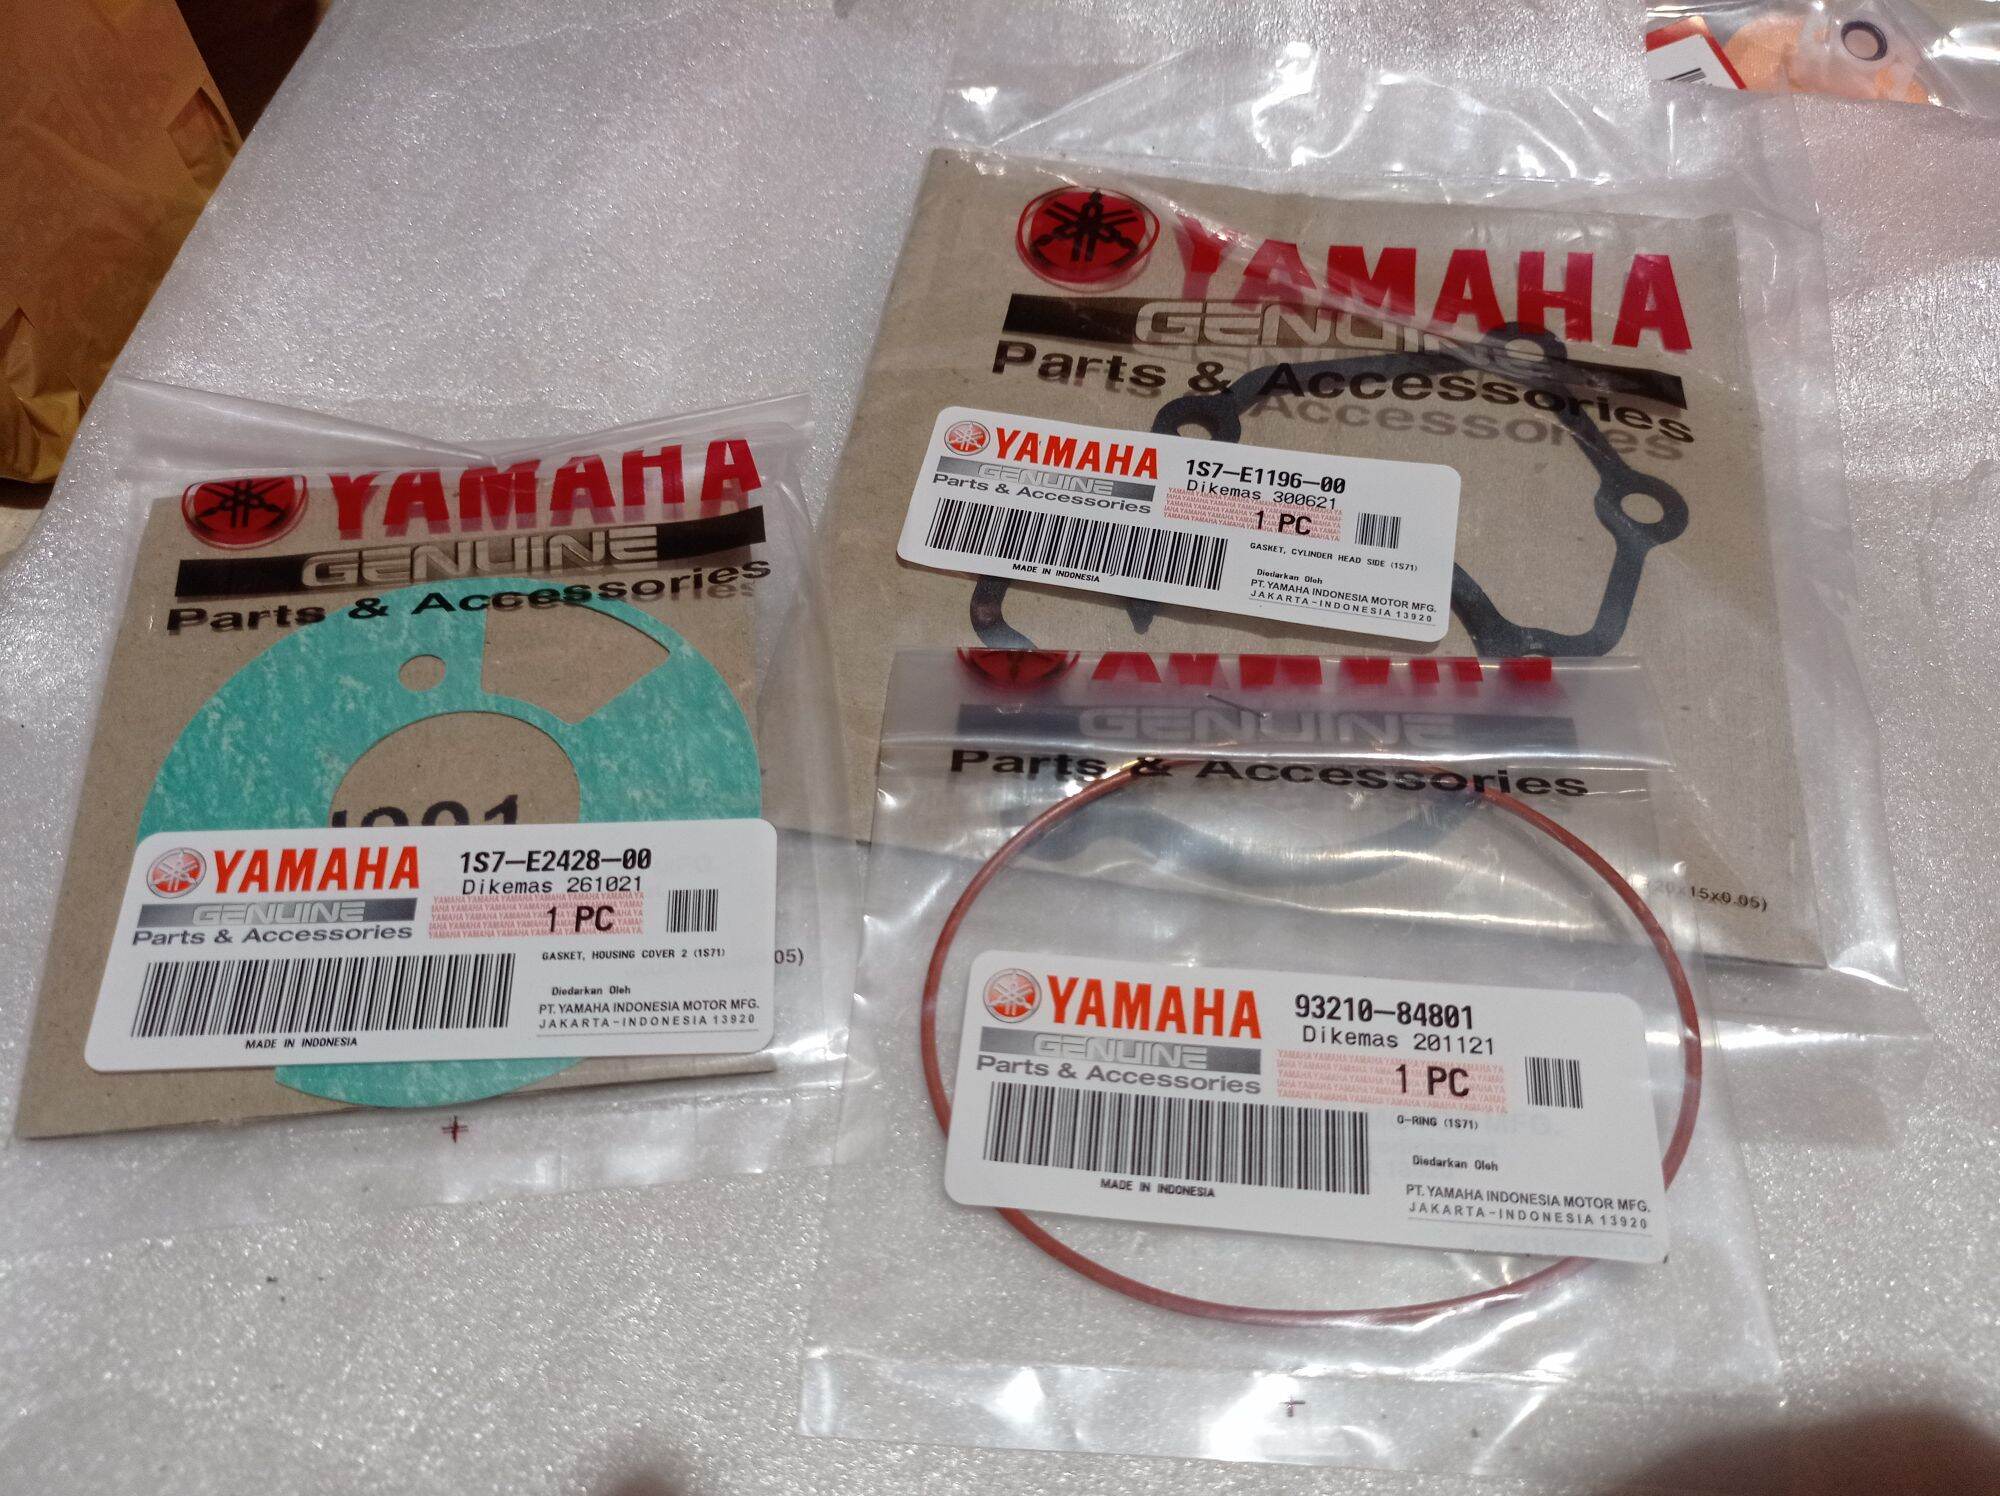 YAMAHA
GENUINE
Parts & Accessories
YAMAHA
GENUINE
Parts & Accessories
1S7-E1196-00
Dikemas 300621
1 PC
GASKET, CYLINDER HEAD SIDE (1S71)
MADE IN INDONESIA
Diedarkan Oleh
PT. YAMAHA INDONESIA MOTOR MFG.
JAKARTA-INDONESIA 13920
YAMAHA
GENUINE
Parts & Accessories
YAMAHA
GENUINE
Parts & Accessories
1S7-E2428-00
Dikemas 261021
1 PC
GASKET, HOUSING COVER 2 (1S71)
MADE IN INDONESIA
Diedarkan Oleh
PT. YAMAHA INDONESIA MOTOR MFG.
JAKARTA-INDONESIA 13920
05)
GENUINE
Parts & Accessories
15x0.05)
YAMAHA
GENUINE
Parts & Accessories
93210-84801
Dikemas 201121
1 PC
O-RING (1S71)
MADE IN INDONESIA
Diedarkan Oleh
PT. YAMAHA INDONESIA MOTOR MFG.
JAKARTA-INDONESIA 13920